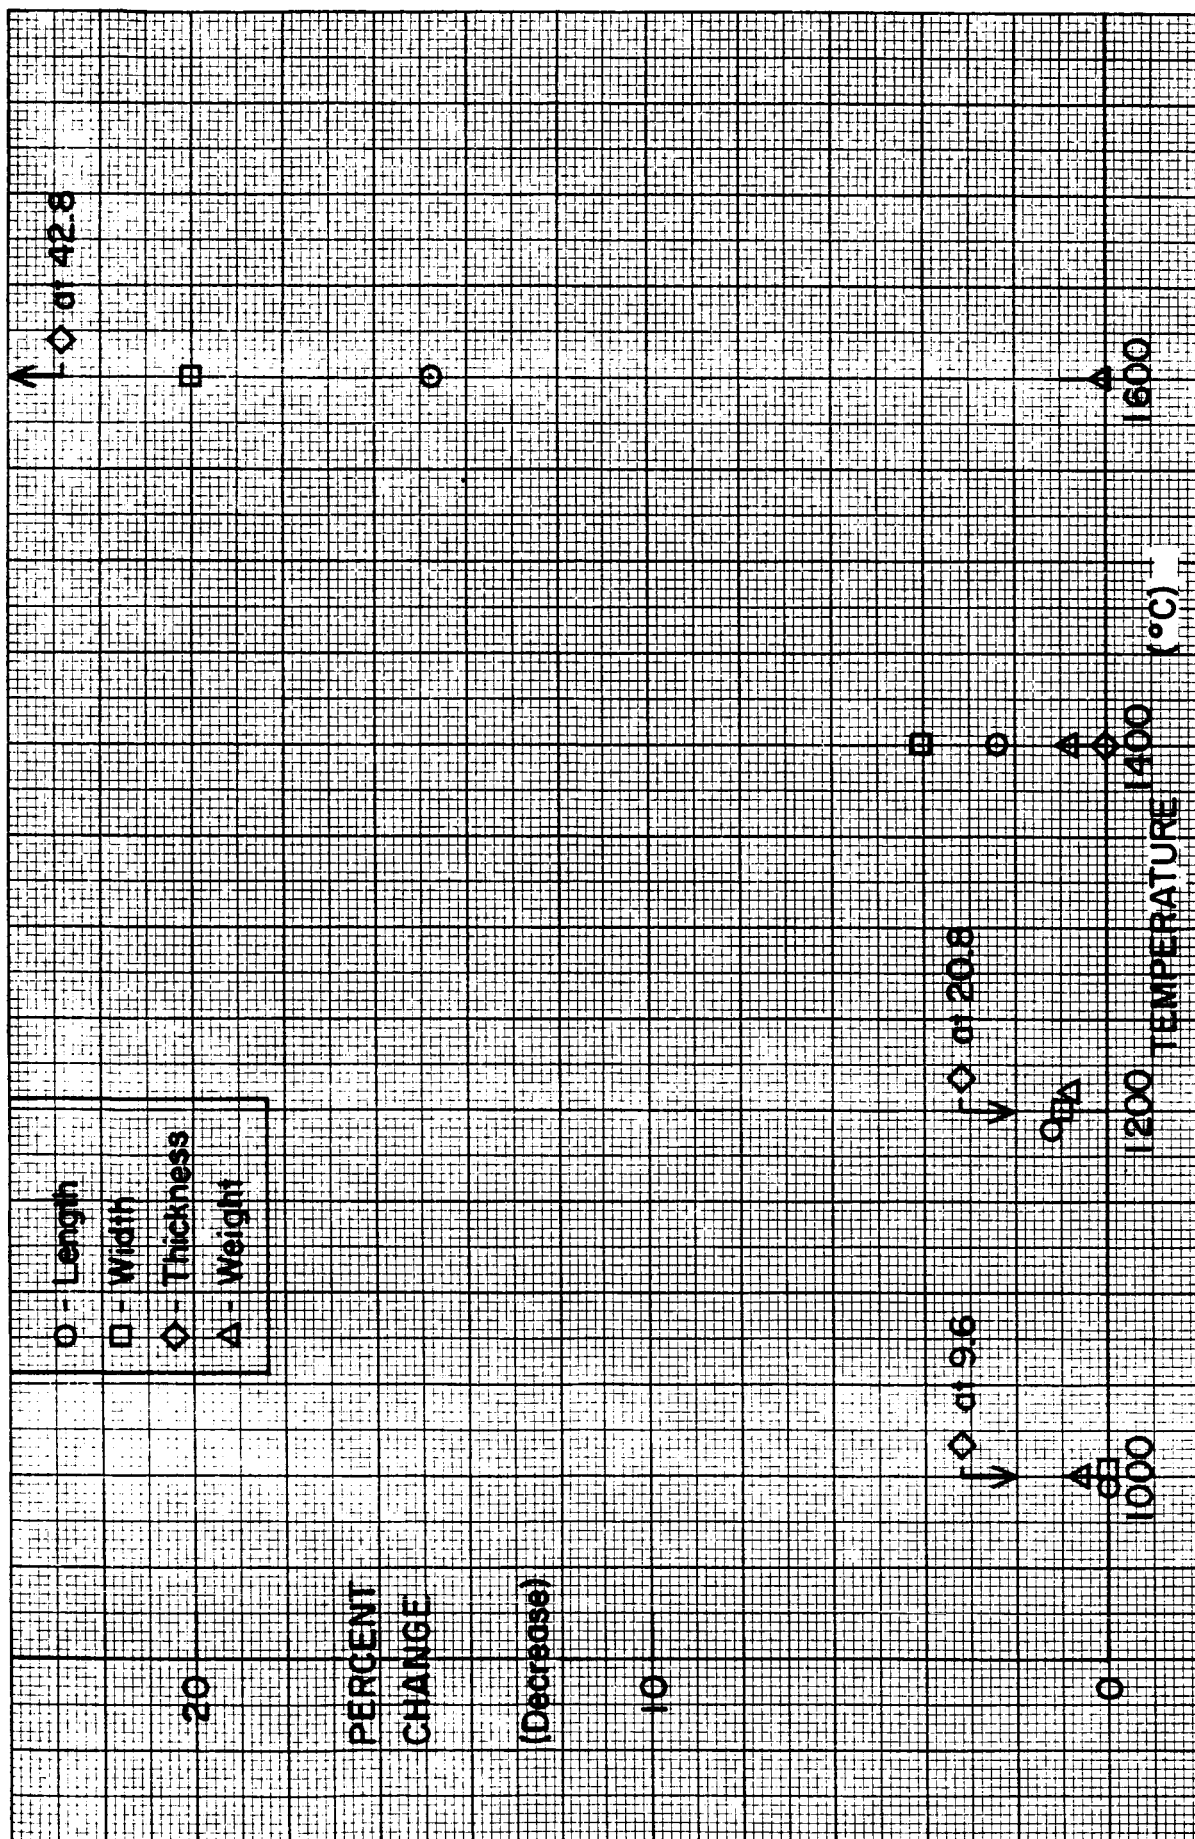 ○ - Length
□ - Width
◇ - Thickness
△ - Weight
20
PERCENT
CHANGE
(Decrease)
10
0
◇ at 42.8
◇ at 9.6
◇ at 20.8
1000
1200
1400
1600
TEMPERATURE (°C)